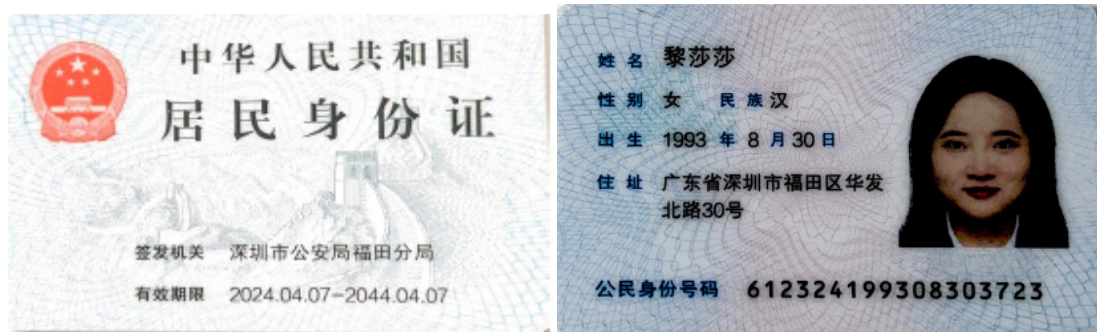 中华人民共和国
居民身份证
签发机关 深圳市公安局福田分局
有效期限 2024.04.07-2044.04.07
姓名 黎莎莎
性别 女 民族 汉
出生 1993 年 8 月 30 日
住址 广东省深圳市福田区华发
北路30号
公民身份号码 612324199308303723